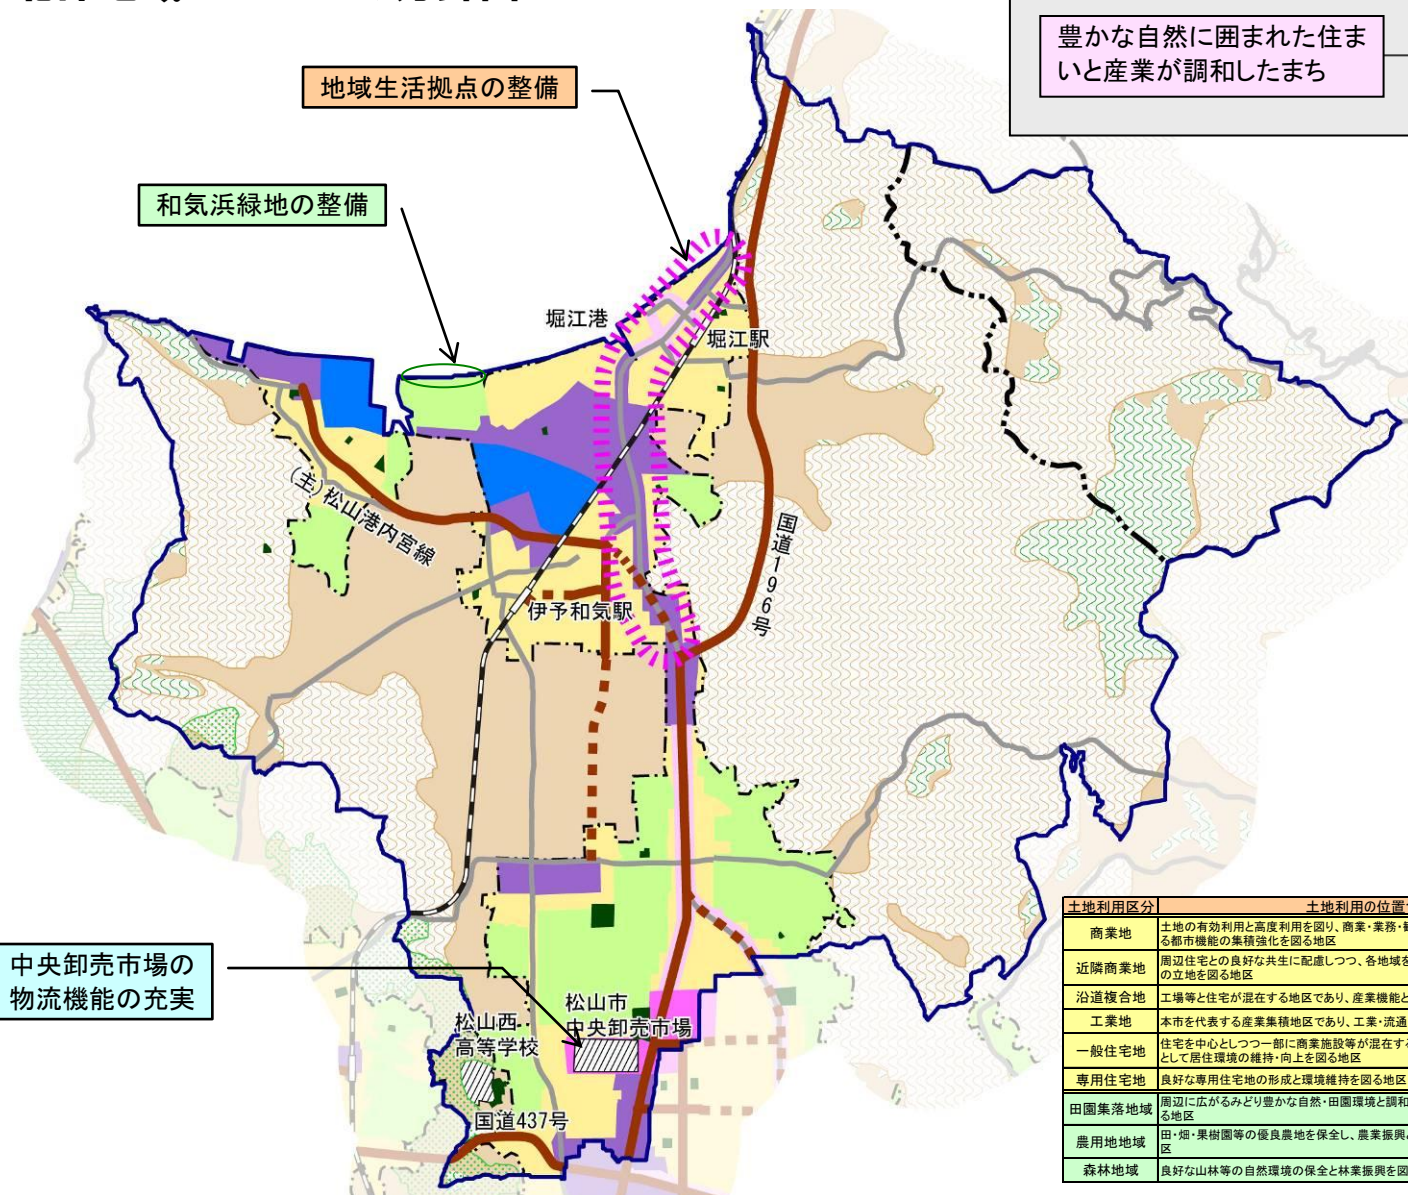 豊かな自然に囲まれた住ま
いと産業が調和したまち
地域生活拠点の整備
和気浜緑地の整備
堀江港
堀江駅
(主)松山港内宮線
国道196号
伊予和気駅
中央卸売市場の
物流機能の充実
松山市
中央卸売市場
松山西
高等学校
国道437号
土地利用区分 土地利用の位置
商業地 土地の有効利用と高度利用を図り、商業・業務・
る都市機能の集積強化を図る地区
近隣商業地 周辺住宅との良好な共生に配慮しつつ、各地域を
の立地を図る地区
沿道複合地 工場等と住宅が混在する地区であり、産業機能と
工業地 本市を代表する産業集積地区であり、工業・流通
一般住宅地 住宅を中心としつつ一部に商業施設等が混在する
として居住環境の維持・向上を図る地区
専用住宅地 良好な専用住宅地の形成と環境維持を図る地区
田園集落地域 周辺に広がるみどり豊かな自然・田園環境と調和
る地区
農用地地域 田・畑・果樹園等の優良農地を保全し、農業振興
区
森林地域 良好な山林等の自然環境の保全と林業振興を図